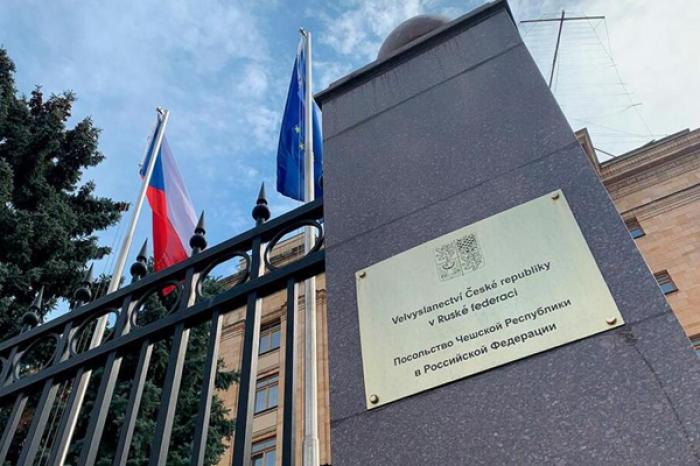 Velvyslanectví České republiky
v Ruské federaci
Посольство Чешской Республики
в Российской Федерации